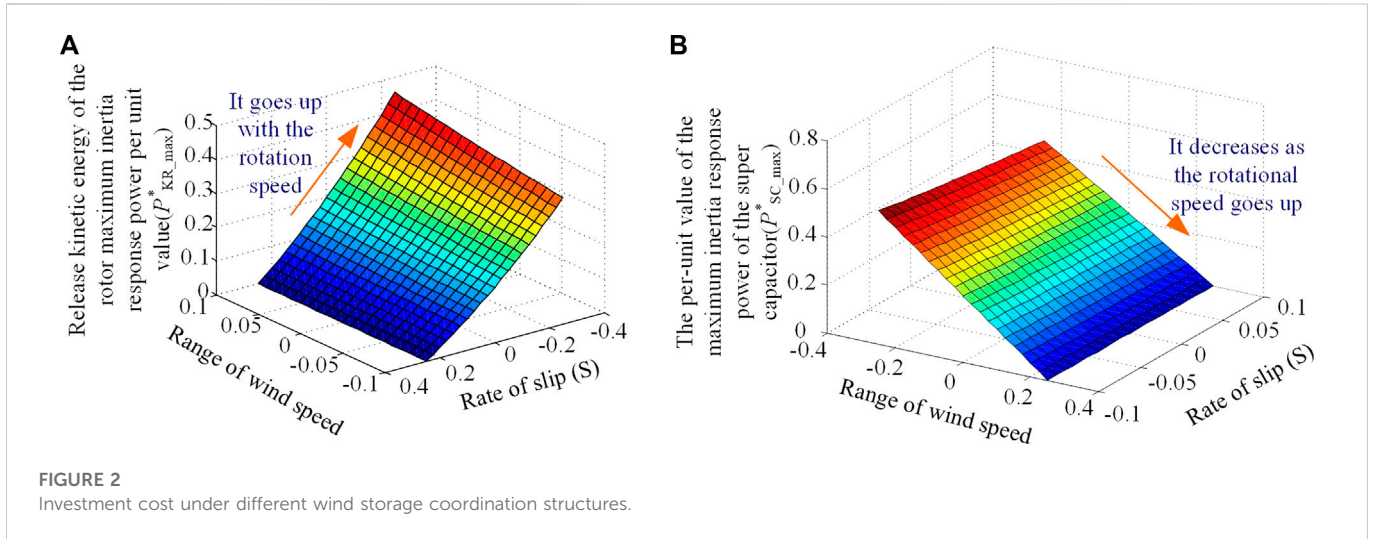 A
Release kinetic energy of the
rotor maximum inertia
response power per unit
value(P*KR_max)
It goes up
with the
rotation
speed
0.5
0.4
0.3
0.2
0.1
0
0.1
0.05
0
-0.05
-0.1
Range of wind speed
0.4
0.2
0
-0.2
-0.4
Rate of slip (S)
B
The per-unit value of the
maximum inertia response
power of the super
capacitor(P*SC_max)
It decreases as
the rotational
speed goes up
0.8
0.6
0.4
0.2
0
-0.4
-0.2
0
0.2
0.4
Range of wind speed
-0.1
-0.05
0
0.05
0.1
Rate of slip (S)
FIGURE 2
Investment cost under different wind storage coordination structures.